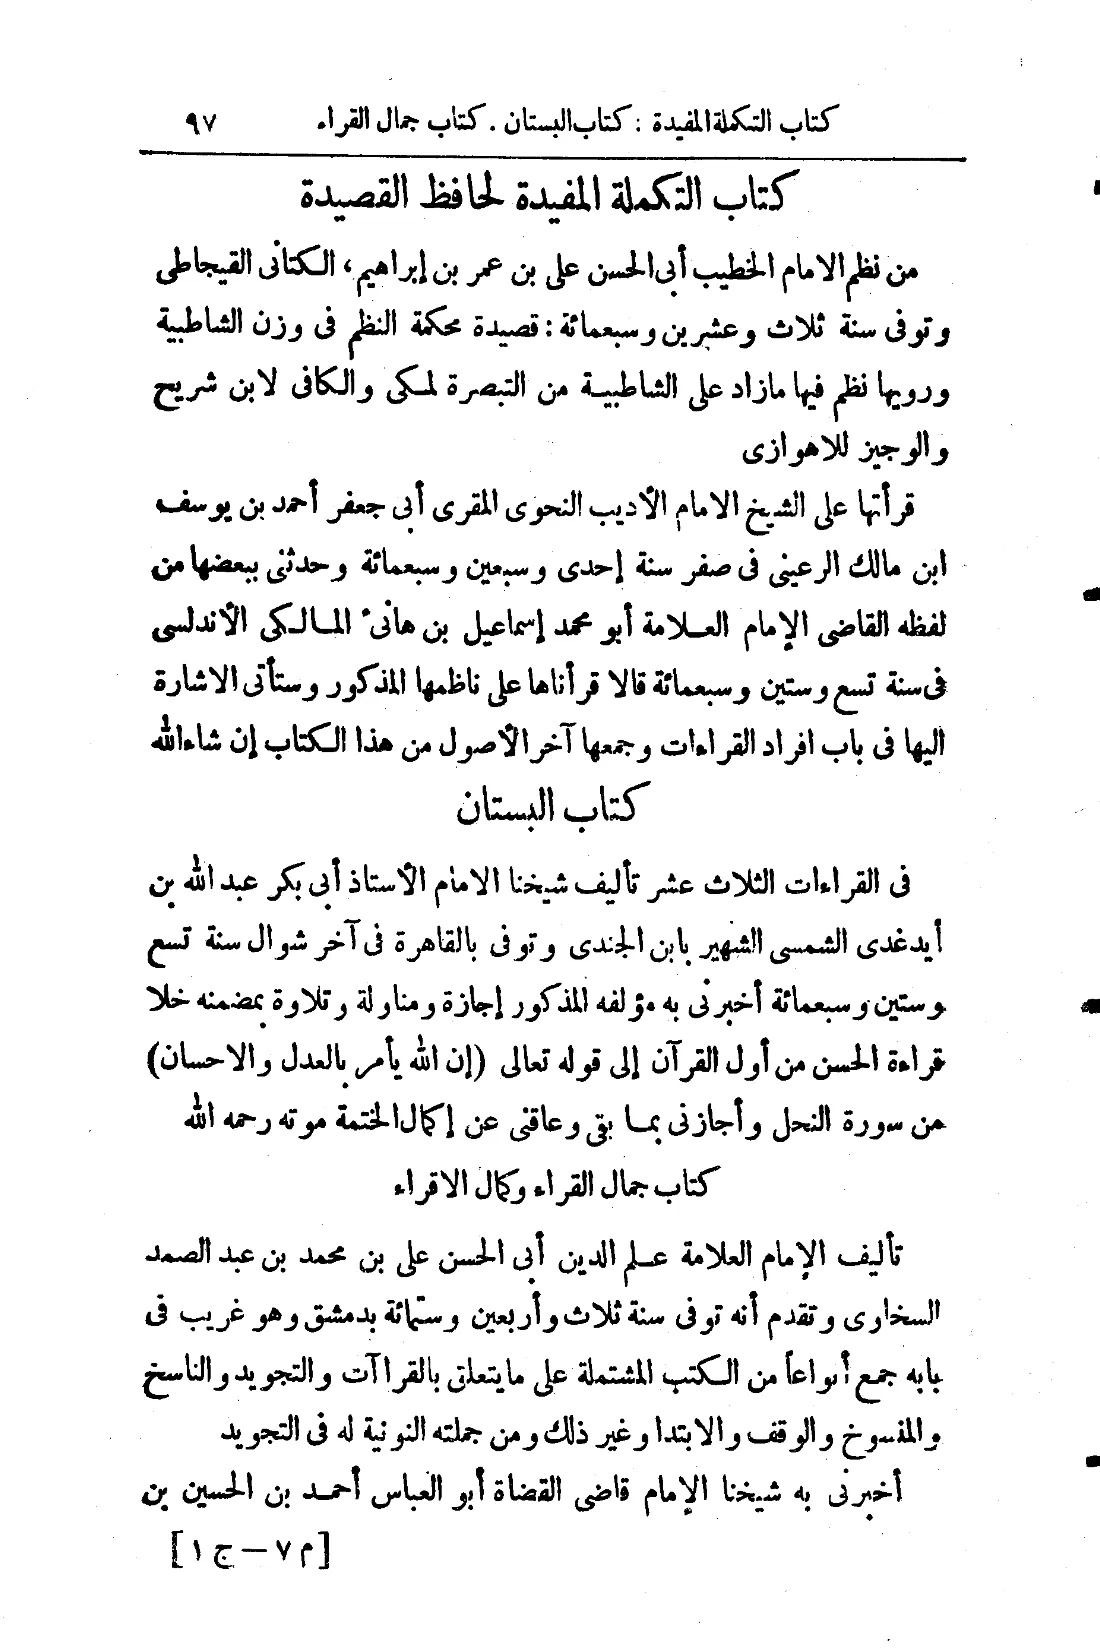 كتاب التكملة المفيدة : كتاب البستان . كتاب جمال القراء ٩٧
كتاب التكملة المفيدة لحافظ القصيدة
من نظم الامام الخطيب أبى الحسن على بن عمر بن إبراهيم، الكتانى القيجاطى
وتوفى سنة ثلاث وعشرين وسبعمائة : قصيدة محكمة النظم فى وزن الشاطبية
ورويها نظم فيها مازاد على الشاطبية من التبصرة لمكى والكافى لابن شريح
والوجيز للاهوازى
قرأتها على الشيخ الامام الأديب النحوى المقرى أبى جعفر أحمد بن يوسف
ابن مالك الرعينى فى صفر سنة إحدى وسبعين وسبعمائة وحدثنى ببعضها من
لفظه القاضى الإمام العلامة أبو محمد إسماعيل بن هانىء المالكى الأندلسى
فى سنة تسع وستين وسبعمائة قالا قرأناها على ناظمها المذكور وستأتى الاشارة
اليها فى باب افراد القراءات وجمعها آخر الأصول من هذا الكتاب إن شاء الله
كتاب البستان
فى القراءات الثلاث عشر تأليف شيخنا الامام الأستاذ أبى بكر عبد الله بن
أيدغدى الشمسى الشهير بابن الجندى وتوفى بالقاهرة فى آخر شوال سنة تسع
وستين وسبعمائة أخبرنى به مؤلفه المذكور إجازة ومناولة وتلاوة بمضمنه خلا
قراءة الحسن من أول القرآن إلى قوله تعالى (إن الله يأمر بالعدل والاحسان)
من سورة النحل وأجازنى بما بقى وعاقنى عن إكمال الختمة موته رحمه الله
كتاب جمال القراء وكمال الاقراء
تأليف الإمام العلامة علم الدين أبى الحسن على بن محمد بن عبد الصمد
السخاوى وتقدم أنه توفى سنة ثلاث وأربعين وستمائة بدمشق وهو غريب فى
بابه جمع أنواعاً من الكتب المشتملة على مايتعلق بالقراآت والتجويد والناسخ
والمنسوخ والوقف والابتدا وغير ذلك ومن جملته النونية له فى التجويد
أخبرنى به شيخنا الإمام قاضى القضاة أبو العباس أحمد بن الحسين بن
[م ٧ – ج ١]